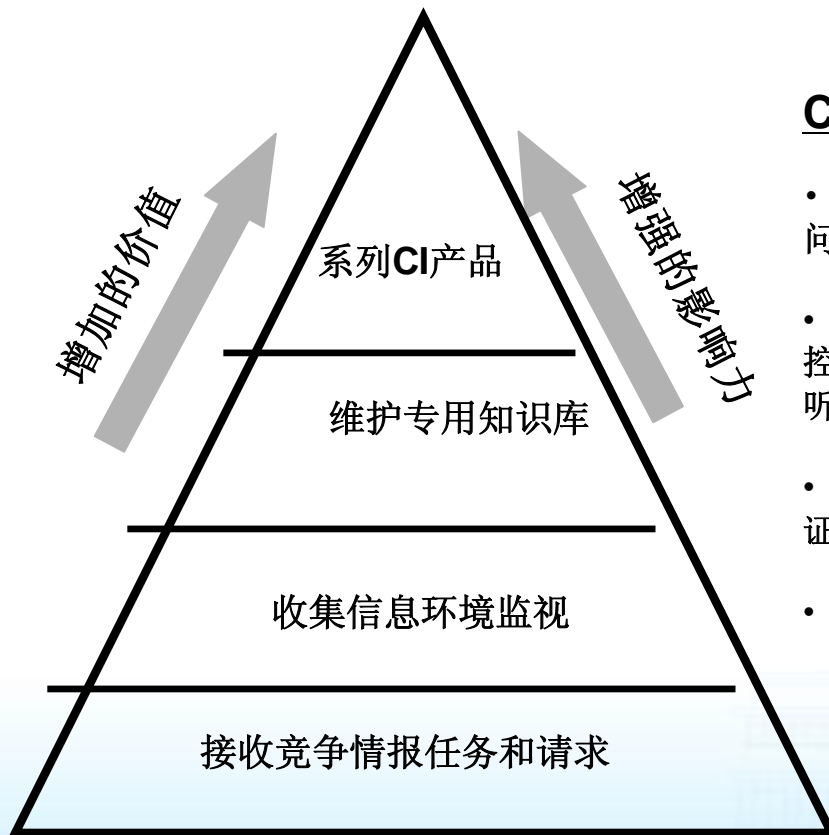 增加的价值
增强的影响力
系列CI产品
维护专用知识库
收集信息环境监视
接收竞争情报任务和请求
C
•
问
•
控
听
•
证
•